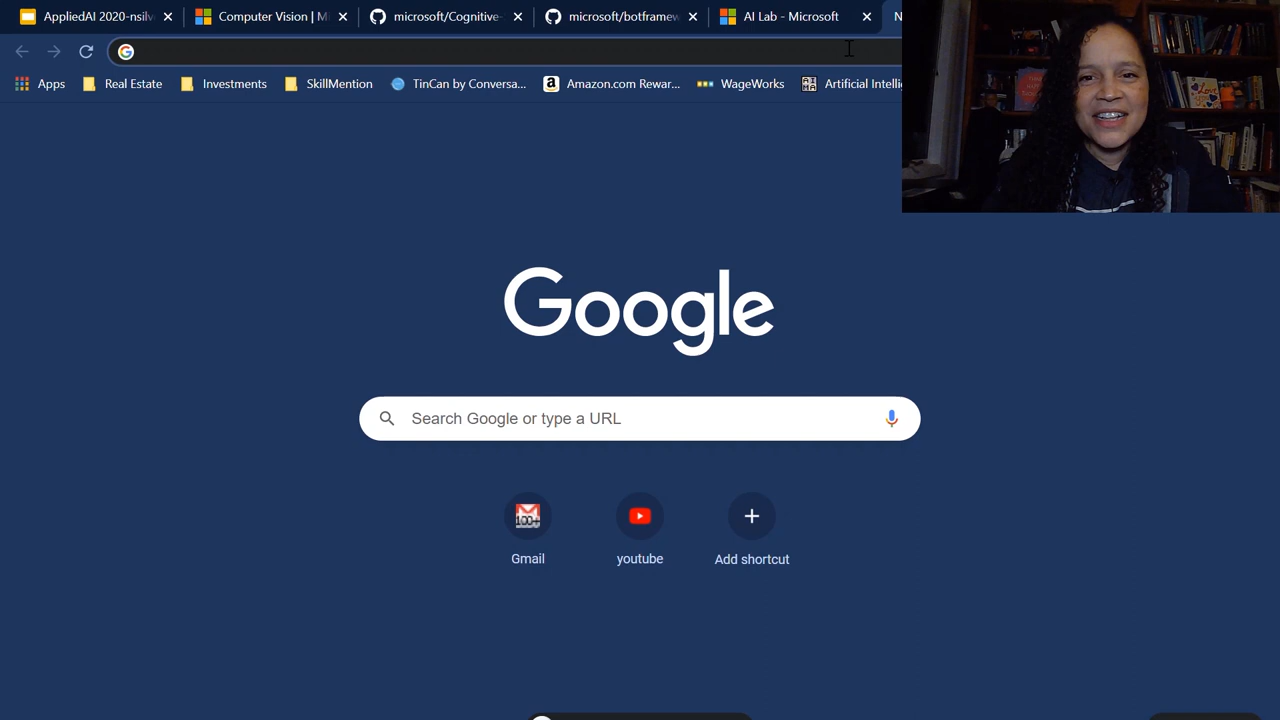 AppliedAI 2020-nsilv
Computer Vision | M
microsoft/Cognitive-
microsoft/botframew
AI Lab - Microsoft
N
Apps
Real Estate
Investments
SkillMention
TinCan by Conversa...
Amazon.com Rewar...
WageWorks
Artificial Intelli
Google
Search Google or type a URL
100+
Gmail
youtube
Add shortcut